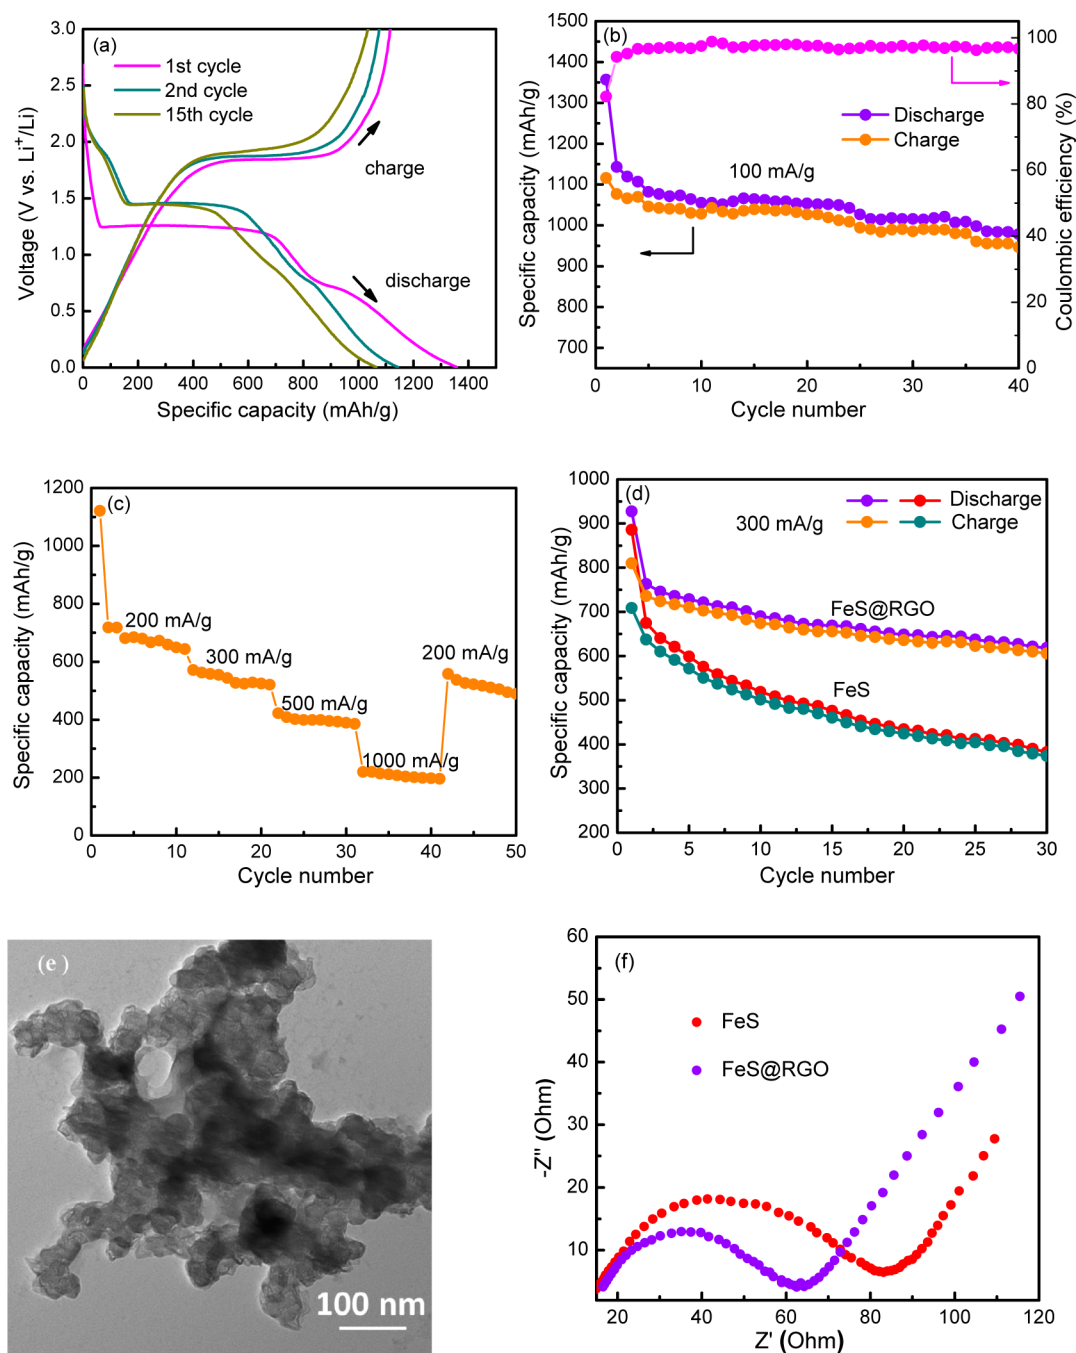 (a)
1st cycle
2nd cycle
15th cycle
charge
discharge
3.0
2.5
2.0
1.5
1.0
0.5
0.0
0 200 400 600 800 1000 1400
Voltage (V vs. Li⁺/Li)
Specific capacity (mAh/g)
(b)
Discharge
Charge
100 mA/g
1500
1450
1400
1350
1300
1250
1200
1150
1100
1050
1000
950
900
700
650
100
80
60
40
20
0
0 10 20 30 40
Specific capacity (mAh/g)
Coulombic efficiency (%)
Cycle number
(c)
200 mA/g
300 mA/g
500 mA/g
1000 mA/g
200 mA/g
1200
1000
800
600
400
200
0
0 10 20 30 40 50
Specific capacity (mAh/g)
Cycle number
(d)
Discharge
300 mA/g
Charge
FeS@RGO
FeS
1000
900
800
700
600
500
400
300
200
0 5 10 15 20 25 30
Specific capacity (mAh/g)
Cycle number
(e)
100 nm
(f)
FeS
FeS@RGO
60
50
40
30
20
10
20 40 60 80 100 120
-Z" (Ohm)
Z' (Ohm)